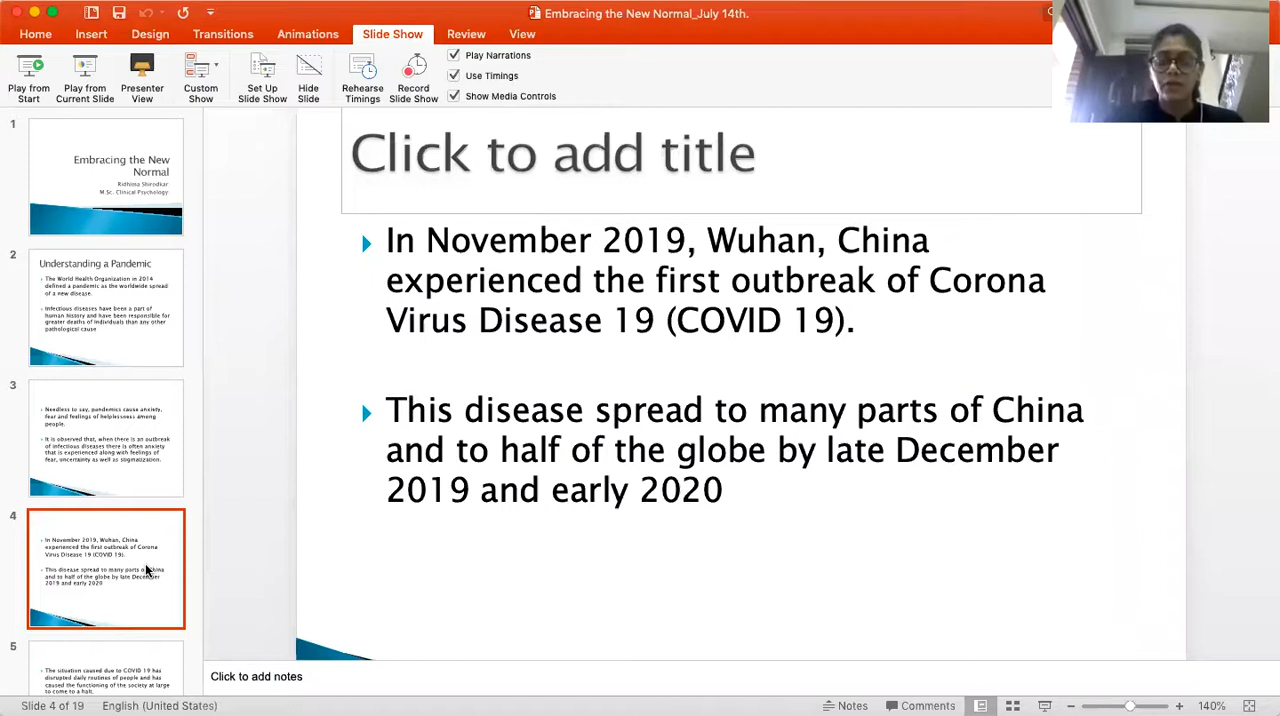 Embracing the New Normal_July 14th.
Home Insert Design Transitions Animations Slide Show Review View
Play from Start
Play from Current Slide
Presenter View
Custom Show
Set Up Slide Show
Hide Slide
Rehearse Timings
Record Slide Show
Play Narrations
Use Timings
Show Media Controls
1
Embracing the New
Normal
Ridhima Shirodkar
M.Sc. Clinical Psychology
2
Understanding a Pandemic
The World Health Organization in 2014
defined a pandemic as the worldwide spread
of a new disease.
Infectious diseases have been a part of
human history and have been responsible for
greater deaths of individuals than any other
pathological cause
3
Needless to say, pandemics cause anxiety,
fear and feelings of helplessness among
people.
It is observed that, when there is an outbreak
of infectious diseases there is often anxiety
that is experienced along with feelings of
fear, uncertainty as well as stigmatization.
4
In November 2019, Wuhan, China
experienced the first outbreak of Corona
Virus Disease 19 (COVID 19).
This disease spread to many parts of China
and to half of the globe by late December
2019 and early 2020
5
The situation caused due to COVID 19 has
disrupted daily routines of people and has
caused the functioning of the society at large
to come to a halt.
Click to add title
In November 2019, Wuhan, China
experienced the first outbreak of Corona
Virus Disease 19 (COVID 19).
This disease spread to many parts of China
and to half of the globe by late December
2019 and early 2020
Click to add notes
Slide 4 of 19 English (United States) Notes Comments 140%